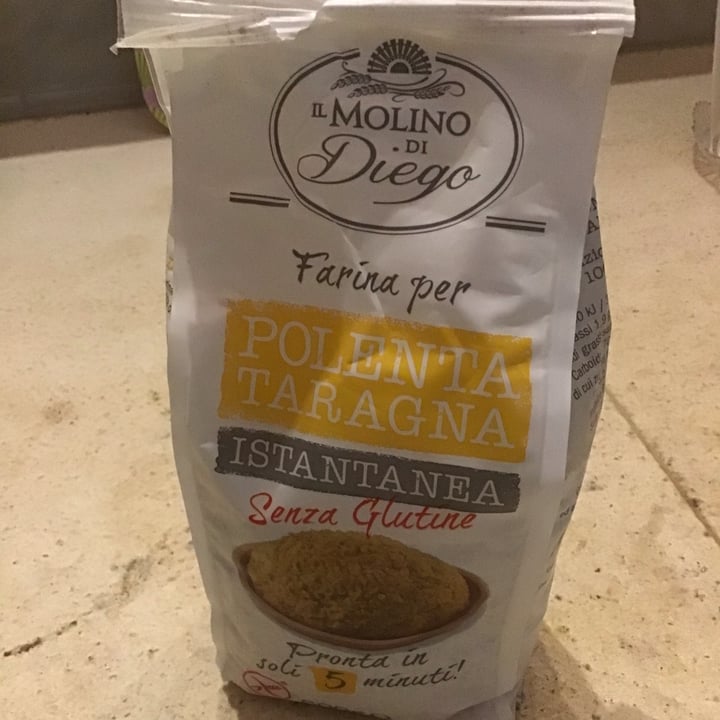 IL MOLINO
DI
Diego
Farina per
POLENTA
TARAGNA
ISTANTANEA
Senza Glutine
Pronta in
soli 5 minuti!